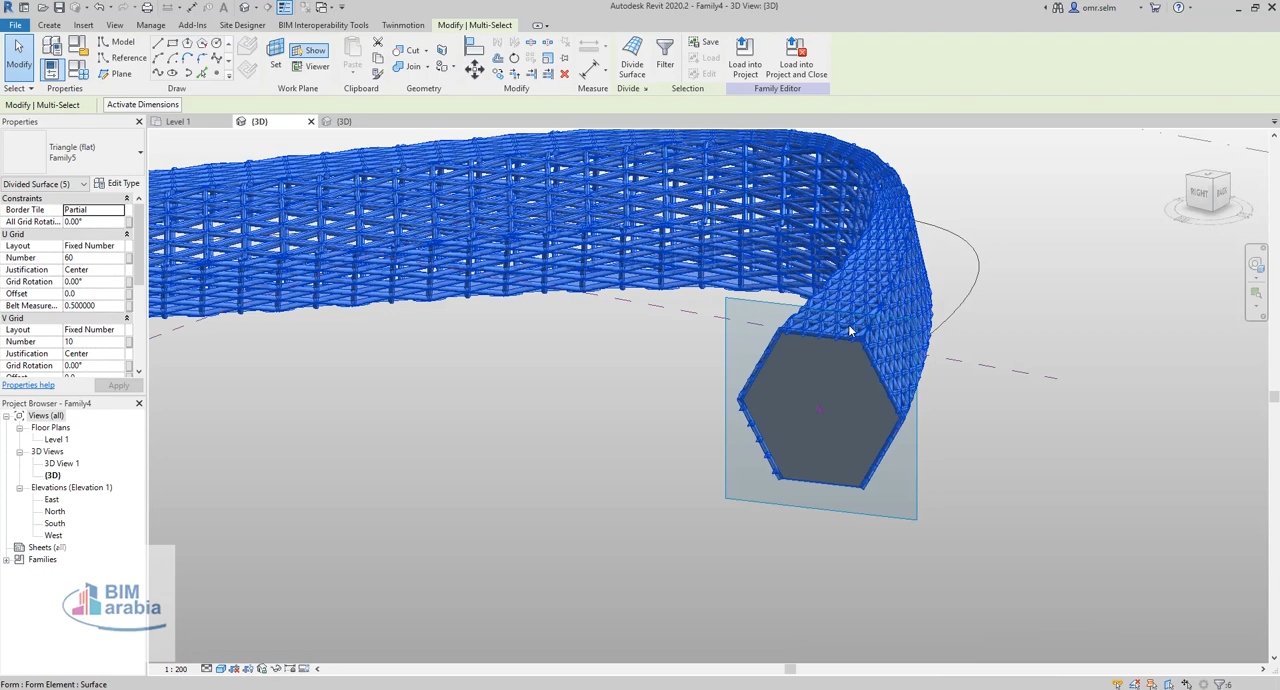 Autodesk Revit 2020.2 - Family4 - 3D View: {3D}
omr.selm
File Create Insert View Manage Add-Ins Site Designer BIM Interoperability Tools Twinmotion Modify | Multi-Select
Modify
Model
Reference
Plane
Set
Show
Viewer
Paste
Cut
Join
Divide Surface
Filter
Save
Load
Edit
Load into Project
Load into Project and Close
Select Properties Draw Work Plane Clipboard Geometry Modify Measure Divide Selection Family Editor
Modify | Multi-Select Activate Dimensions
Properties
Level 1 {3D} {3D}
Triangle (flat)
Family5
Divided Surface (5) Edit Type
Constraints
Border Tile Partial
All Grid Rotati... 0.00°
U Grid
Layout Fixed Number
Number 60
Justification Center
Grid Rotation 0.00°
Offset 0.0
Belt Measure... 0.500000
V Grid
Layout Fixed Number
Number 10
Justification Center
Grid Rotation 0.00°
Properties help Apply
Project Browser - Family4
Views (all)
Floor Plans
Level 1
3D Views
3D View 1
{3D}
Elevations (Elevation 1)
East
North
South
West
Sheets (all)
Families
BIM
arabia
RIGHT BACK
1 : 200
Form : Form Element : Surface
:6